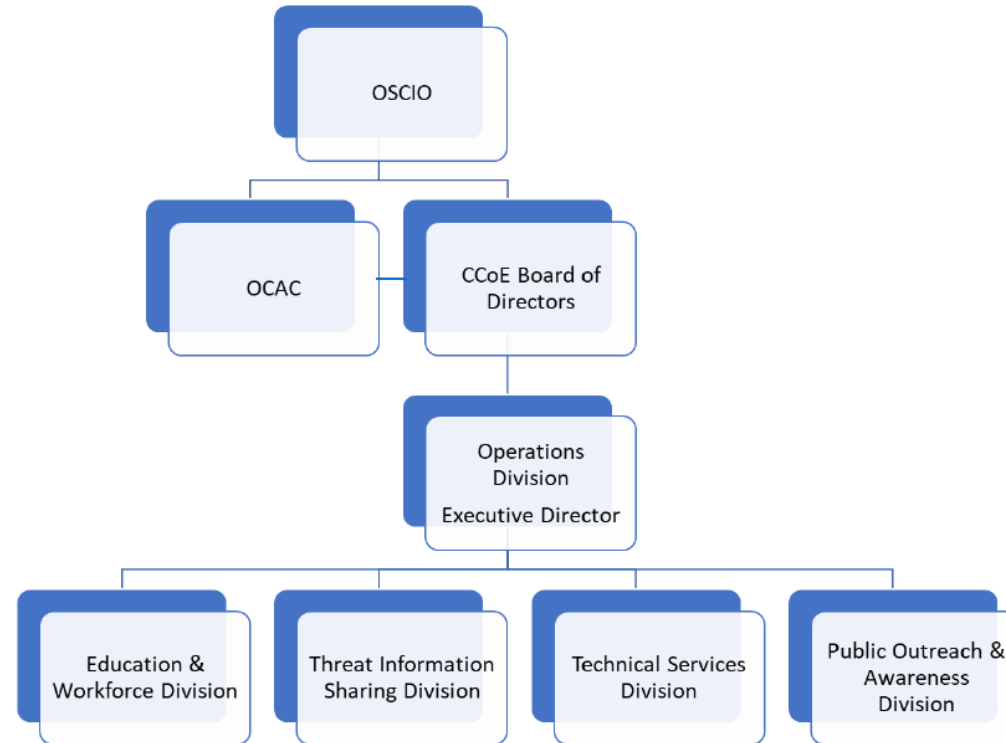 OSCIO
OCAC
CCoE Board of
Directors
Operations
Division
Executive Director
Education &
Workforce Division
Threat Information
Sharing Division
Technical Services
Division
Public Outreach &
Awareness
Division